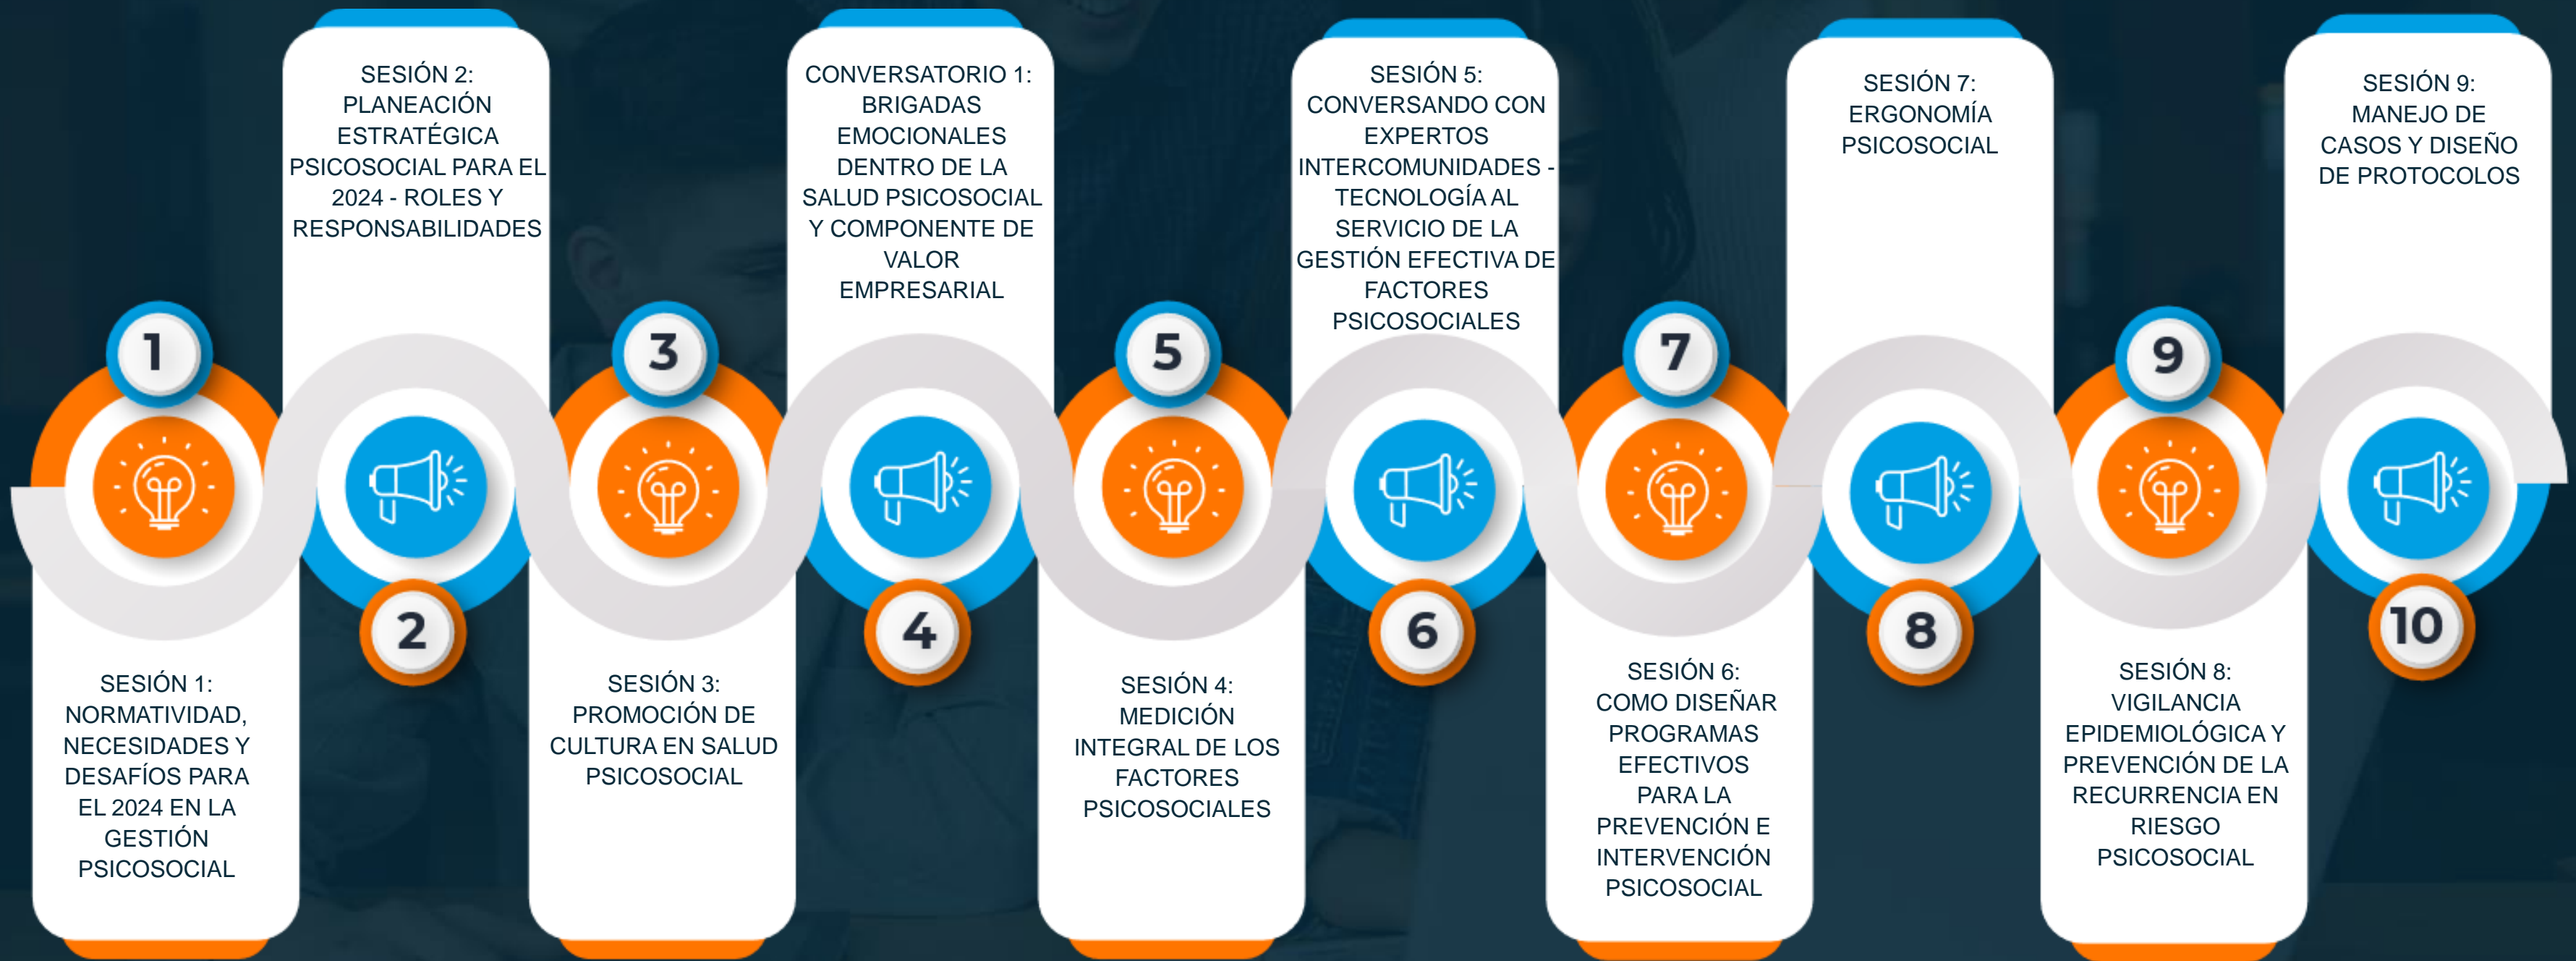 1
SESIÓN 1:
NORMATIVIDAD,
NECESIDADES Y
DESAFÍOS PARA
EL 2024 EN LA
GESTIÓN
PSICOSOCIAL
SESIÓN 2:
PLANEACIÓN
ESTRATÉGICA
PSICOSOCIAL PARA EL
2024 - ROLES Y
RESPONSABILIDADES
2
3
SESIÓN 3:
PROMOCIÓN DE
CULTURA EN SALUD
PSICOSOCIAL
CONVERSATORIO 1:
BRIGADAS
EMOCIONALES
DENTRO DE LA
SALUD PSICOSOCIAL
Y COMPONENTE DE
VALOR
EMPRESARIAL
4
5
SESIÓN 4:
MEDICIÓN
INTEGRAL DE LOS
FACTORES
PSICOSOCIALES
SESIÓN 5:
CONVERSANDO CON
EXPERTOS
INTERCOMUNIDADES -
TECNOLOGÍA AL
SERVICIO DE LA
GESTIÓN EFECTIVA DE
FACTORES
PSICOSOCIALES
6
7
SESIÓN 6:
COMO DISEÑAR
PROGRAMAS
EFECTIVOS
PARA LA
PREVENCIÓN E
INTERVENCIÓN
PSICOSOCIAL
SESIÓN 7:
ERGONOMÍA
PSICOSOCIAL
8
9
SESIÓN 8:
VIGILANCIA
EPIDEMIOLÓGICA Y
PREVENCIÓN DE LA
RECURRENCIA EN
RIESGO
PSICOSOCIAL
SESIÓN 9:
MANEJO DE
CASOS Y DISEÑO
DE PROTOCOLOS
10